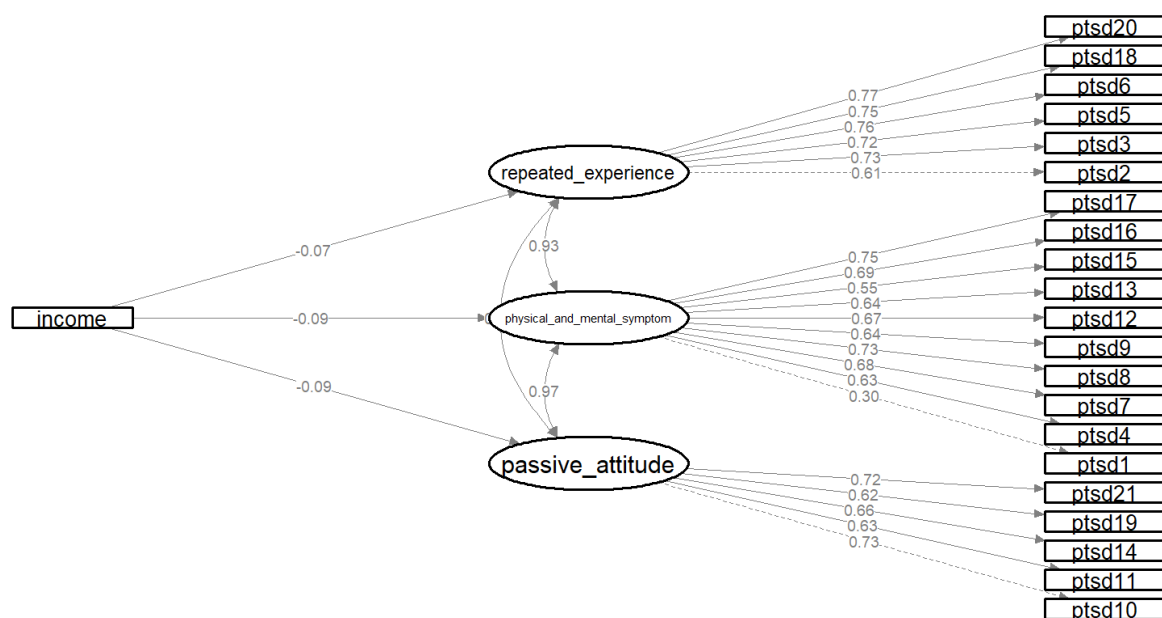 ptsd20
ptsd18
ptsd6
ptsd5
ptsd3
ptsd2
ptsd17
ptsd16
ptsd15
ptsd13
ptsd12
ptsd9
ptsd8
ptsd7
ptsd4
ptsd1
ptsd21
ptsd19
ptsd14
ptsd11
ptsd10
0.77
0.75
0.76
0.72
0.73
0.61
repeated_experience
-0.07
0.93
0.75
0.69
0.55
0.64
0.67
0.64
0.73
0.68
0.63
0.30
income
-0.09
physical_and_mental_symptom
-0.09
0.97
passive_attitude
0.72
0.62
0.66
0.63
0.73